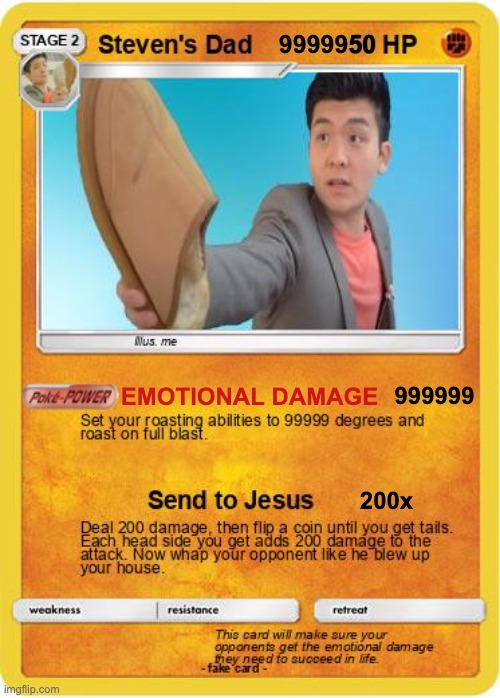 STAGE 2 Steven's Dad 9999950 HP
Illus. me
Poké-POWER EMOTIONAL DAMAGE 999999
Set your roasting abilities to 99999 degrees and
roast on full blast.
Send to Jesus 200x
Deal 200 damage, then flip a coin until you get tails.
Each head side you get adds 200 damage to the
attack. Now whap your opponent like he blew up
your house.
weakness resistance retreat
This card will make sure your
opponents get the emotional damage
they need to succeed in life.
- fake card -
imgflip.com